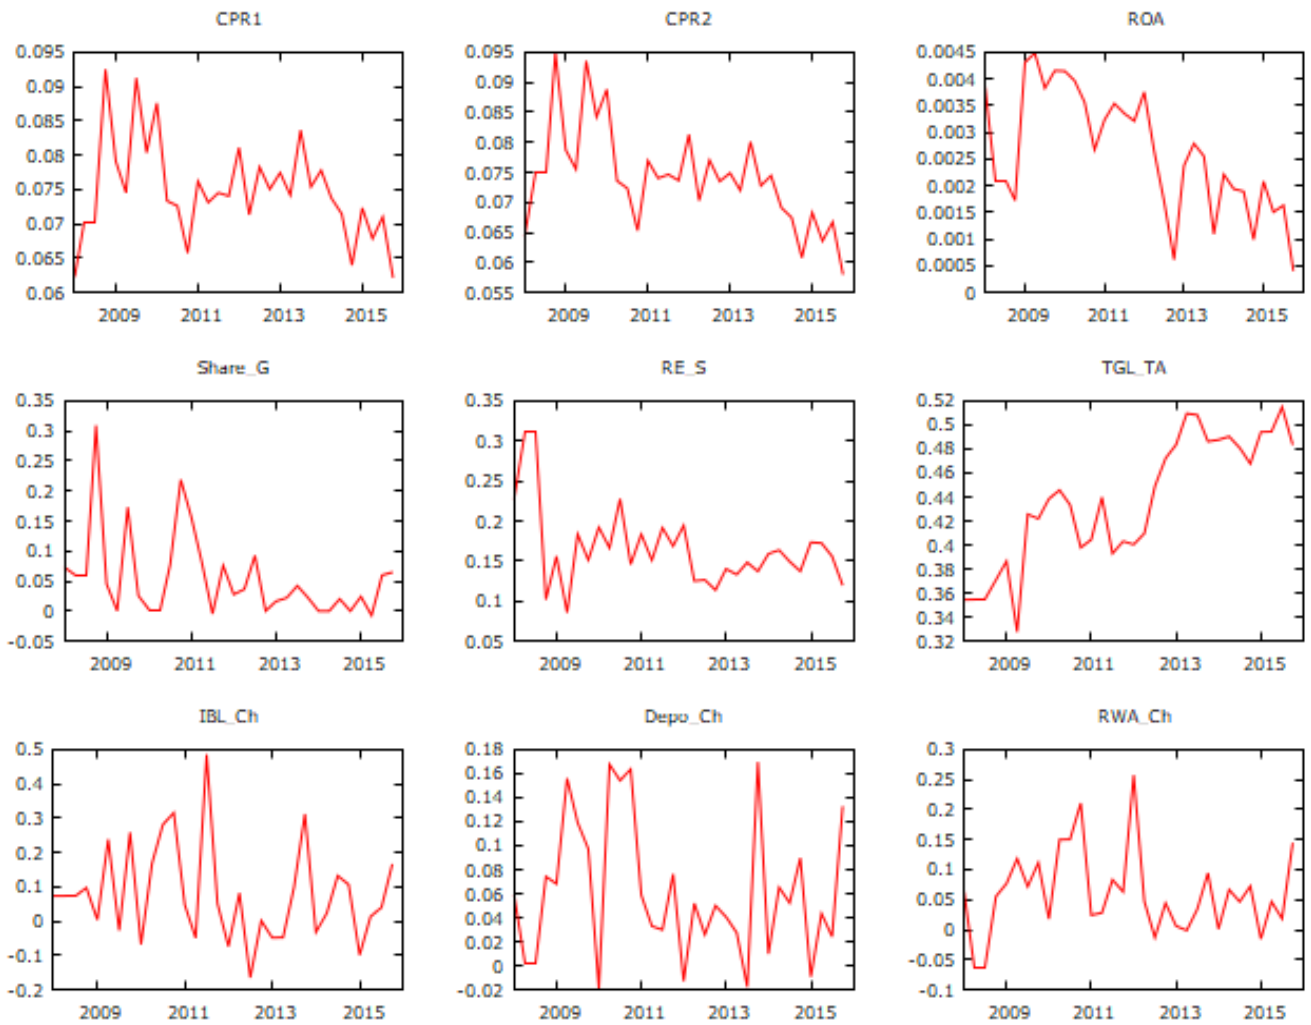 CPR1 CPR2 ROA
0.095 0.095 0.0045
0.09 0.09 0.004
0.085 0.085 0.0035
0.08 0.08 0.003
0.075 0.075 0.0025
0.07 0.07 0.002
0.065 0.065 0.0015
0.06 0.06 0.001
0.055 0.0005
0
2009 2011 2013 2015 2009 2011 2013 2015 2009 2011 2013 2015
Share_G RE_S TGL_TA
0.35 0.35 0.52
0.3 0.3 0.5
0.25 0.25 0.48
0.2 0.2 0.46
0.15 0.15 0.44
0.1 0.1 0.42
0.05 0.05 0.4
0 0.38
-0.05 0.36
0.34
0.32
2009 2011 2013 2015 2009 2011 2013 2015 2009 2011 2013 2015
IBL_Ch Depo_Ch RWA_Ch
0.5 0.18 0.3
0.4 0.16 0.25
0.3 0.14 0.2
0.2 0.12 0.15
0.1 0.1 0.1
0 0.08 0.05
-0.1 0.06 0
-0.2 0.04 -0.05
0.02 -0.1
0
-0.02
2009 2011 2013 2015 2009 2011 2013 2015 2009 2011 2013 2015